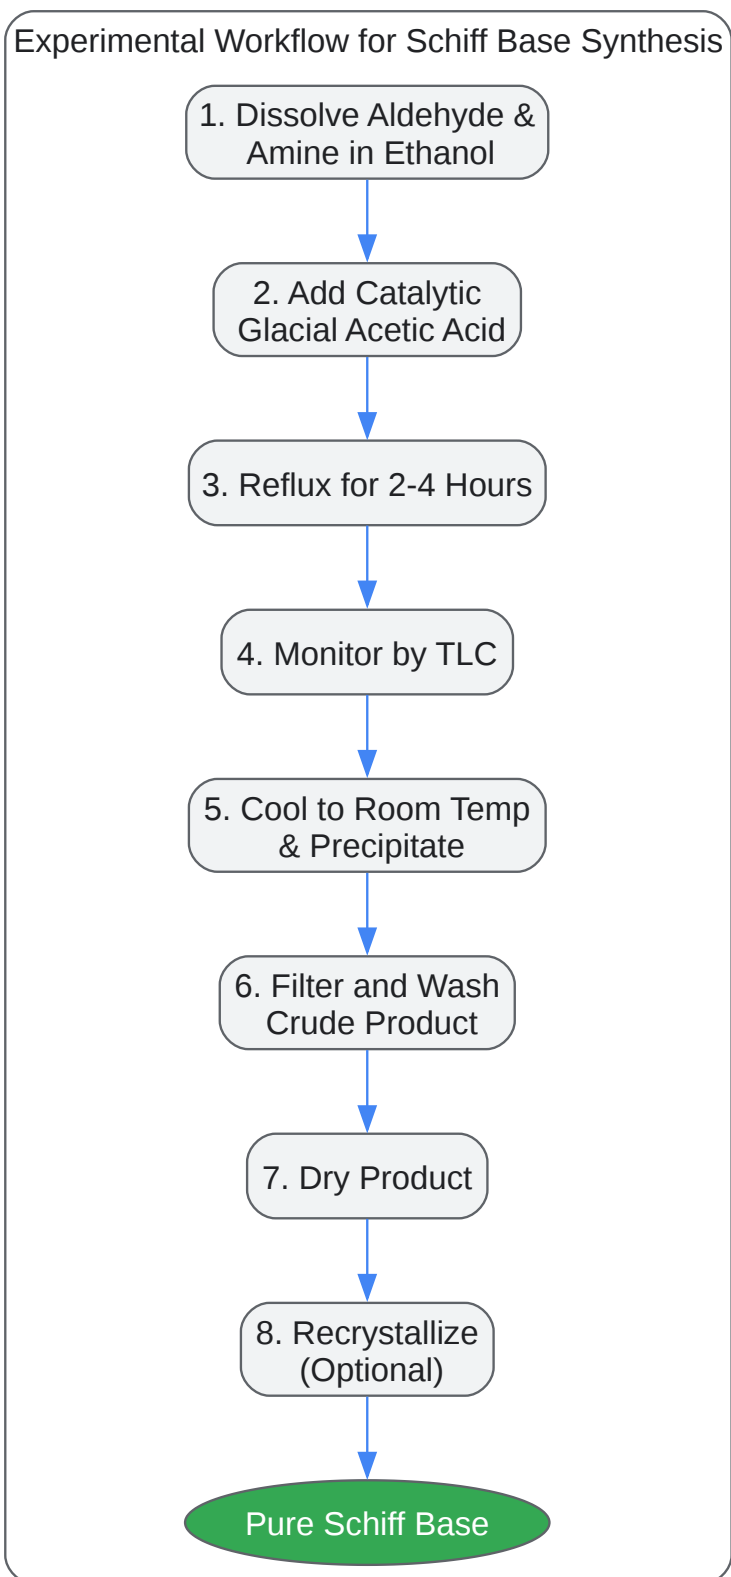 Experimental Workflow for Schiff Base Synthesis
1. Dissolve Aldehyde &
Amine in Ethanol
2. Add Catalytic
Glacial Acetic Acid
3. Reflux for 2-4 Hours
4. Monitor by TLC
5. Cool to Room Temp
& Precipitate
6. Filter and Wash
Crude Product
7. Dry Product
8. Recrystallize
(Optional)
Pure Schiff Base